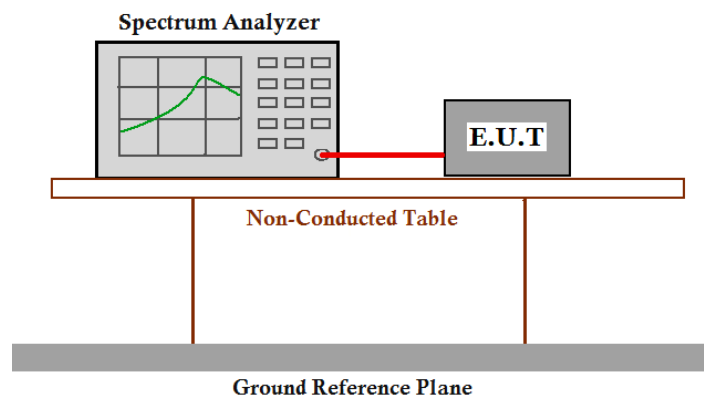 Spectrum Analyzer
E.U.T
Non-Conducted Table
Ground Reference Plane